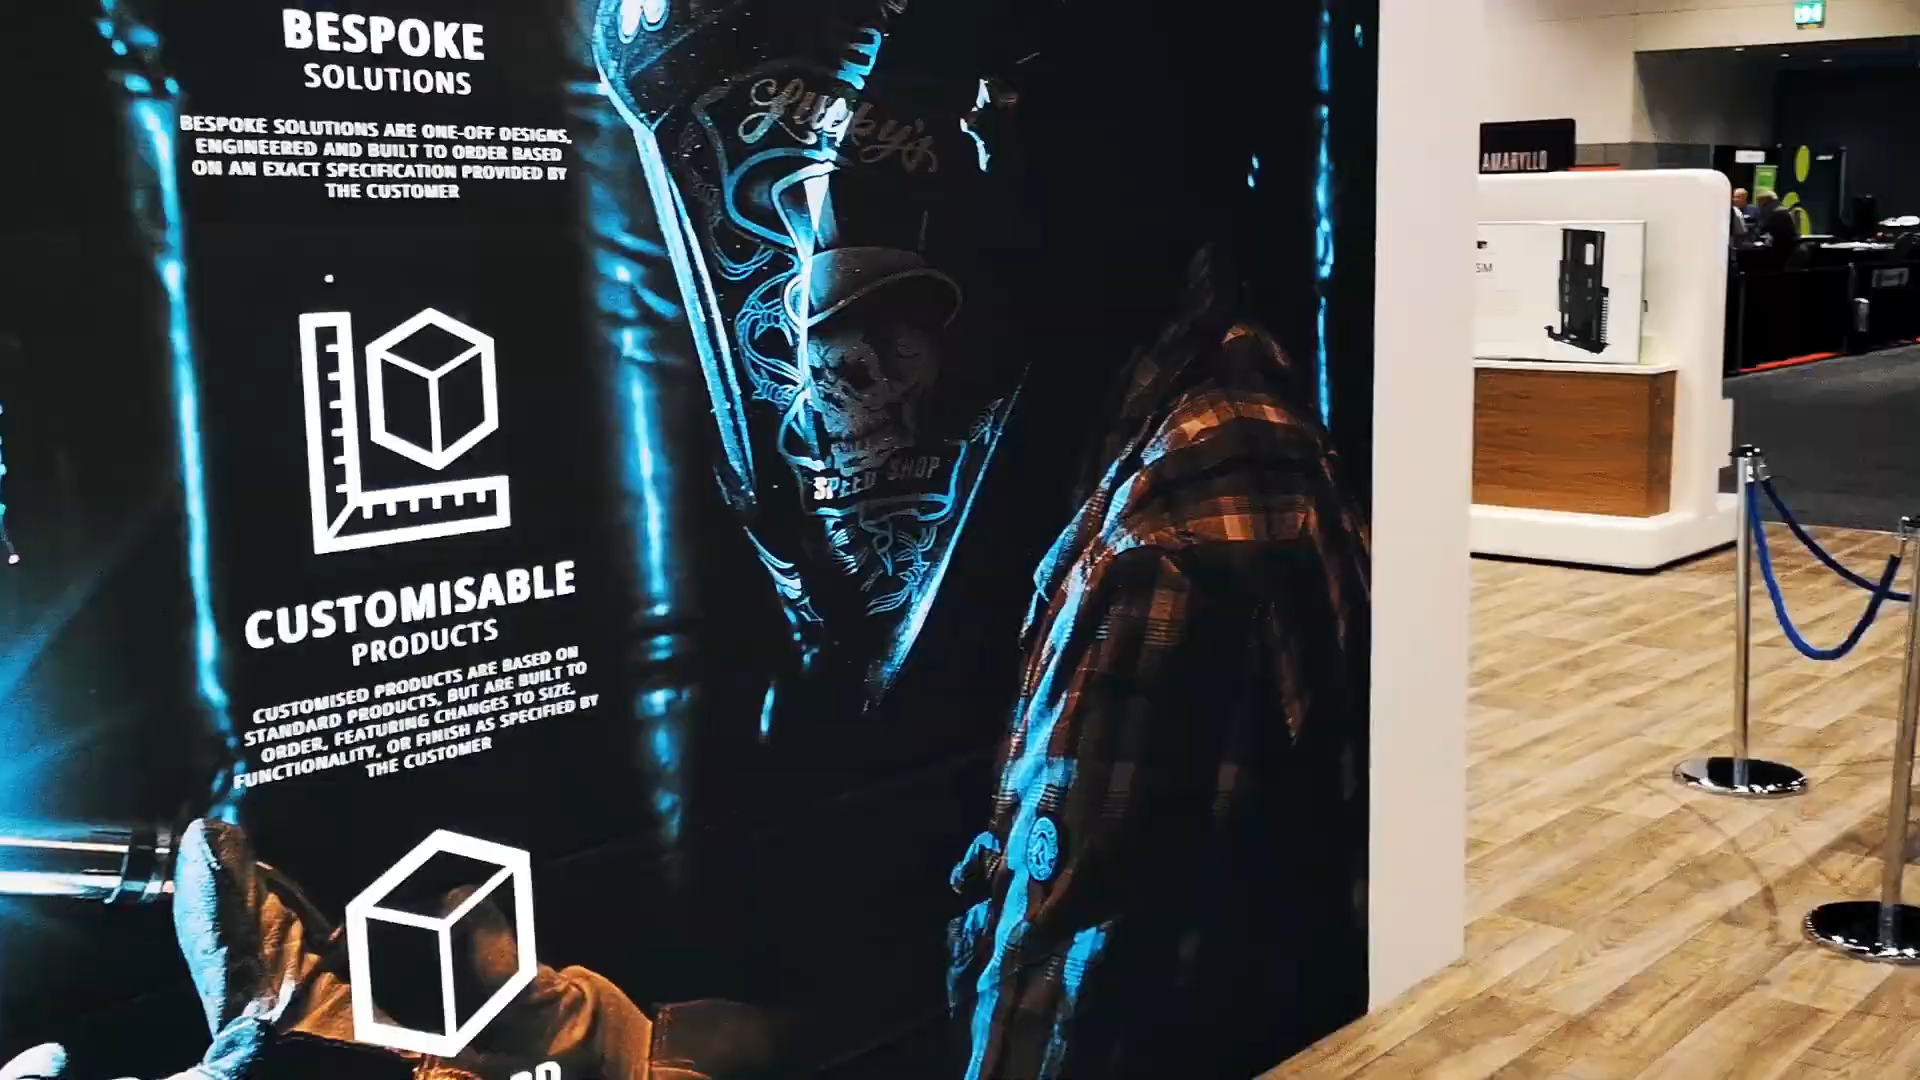 BESPOKE
SOLUTIONS
BESPOKE SOLUTIONS ARE ONE-OFF DESIGNS,
ENGINEERED AND BUILT TO ORDER BASED
ON AN EXACT SPECIFICATION PROVIDED BY
THE CUSTOMER
CUSTOMISABLE
PRODUCTS
CUSTOMISED PRODUCTS ARE BASED ON
STANDARD PRODUCTS, BUT ARE BUILT TO
ORDER, FEATURING CHANGES TO SIZE,
FUNCTIONALITY, OR FINISH AS SPECIFIED BY
THE CUSTOMER
SPEED SHOP
AMARYLLO